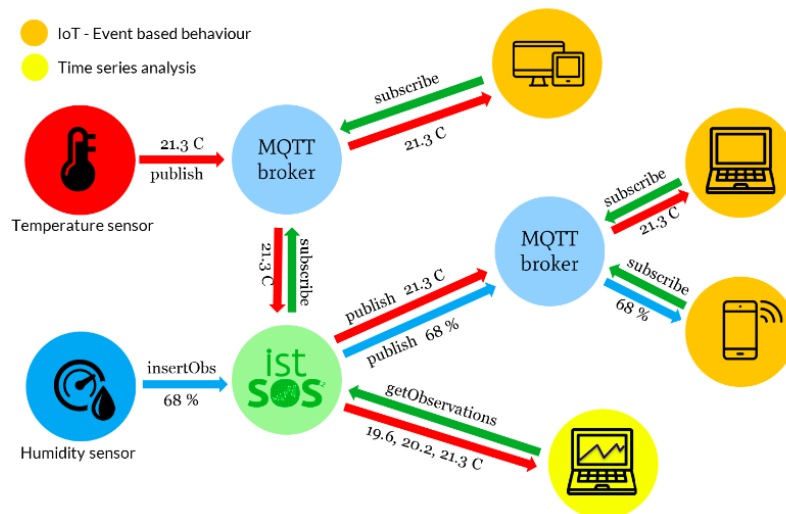 IoT - Event based behaviour
Time series analysis
subscribe
21.3 C
21.3 C
publish
MQTT
broker
Temperature sensor
subscribe
21.3 C
21.3 C
subscribe
MQTT
broker
subscribe
68 %
publish 21.3 C
publish 68 %
insertObs
68 %
ist
SOS²
getObservations
19.6, 20.2, 21.3 C
Humidity sensor